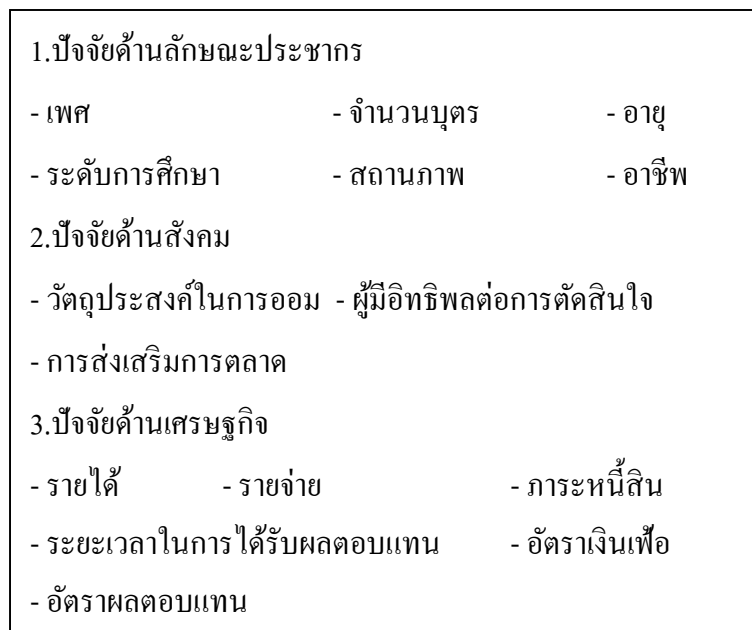 1.ปัจจัยด้านลักษณะประชากร
- เพศ - จำนวนบุตร - อายุ
- ระดับการศึกษา - สถานภาพ - อาชีพ
2.ปัจจัยด้านสังคม
- วัตถุประสงค์ในการออม - ผู้มีอิทธิพลต่อการตัดสินใจ
- การส่งเสริมการตลาด
3.ปัจจัยด้านเศรษฐกิจ
- รายได้ - รายจ่าย - ภาระหนี้สิน
- ระยะเวลาในการได้รับผลตอบแทน - อัตราเงินเฟ้อ
- อัตราผลตอบแทน